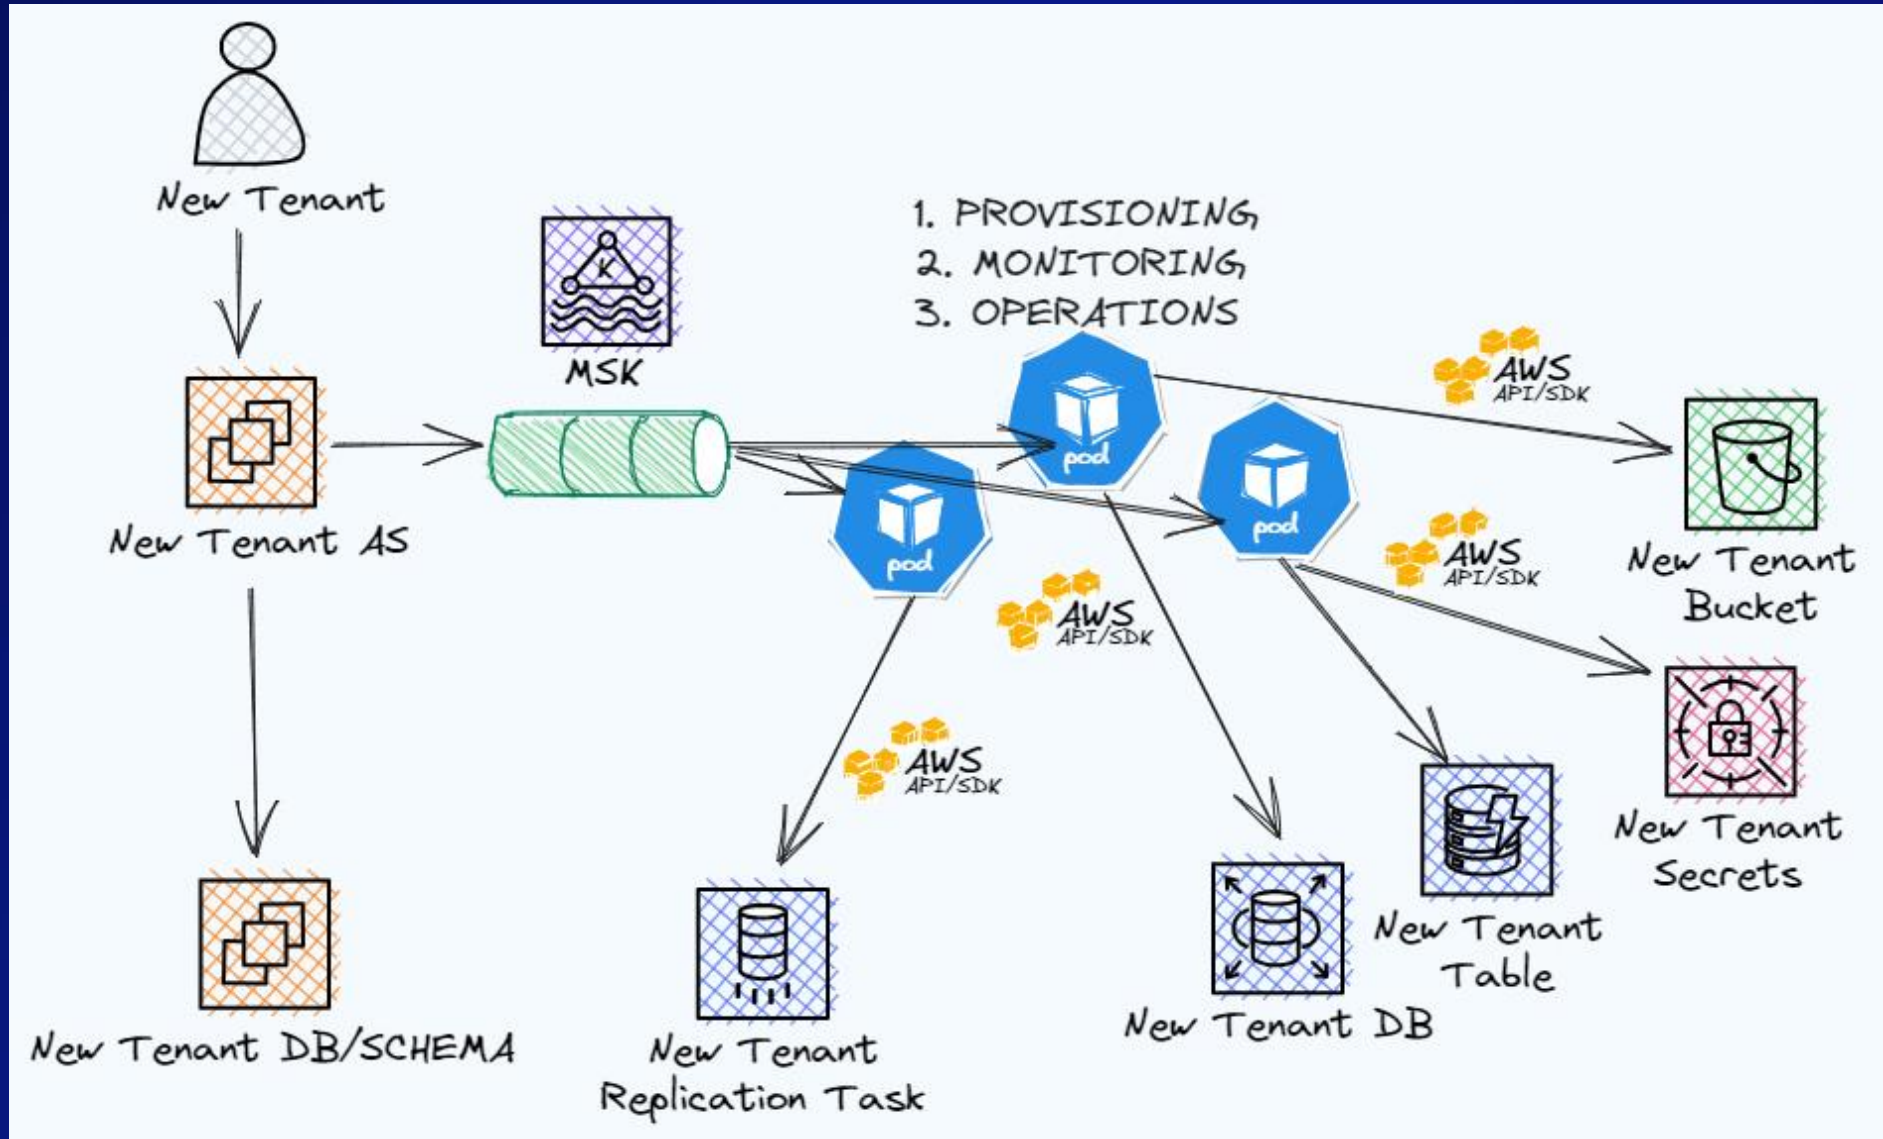 New Tenant
MSK
1. PROVISIONING,
2. MONITORING,
3. OPERATIONS
K
pod
pod
pod
AWS
API/SDK
AWS
API/SDK
AWS
API/SDK
AWS
API/SDK
New Tenant AS
New Tenant
Bucket
New Tenant
Secrets
New Tenant
Table
New Tenant DB
New Tenant DB/SCHEMA
New Tenant
Replication Task